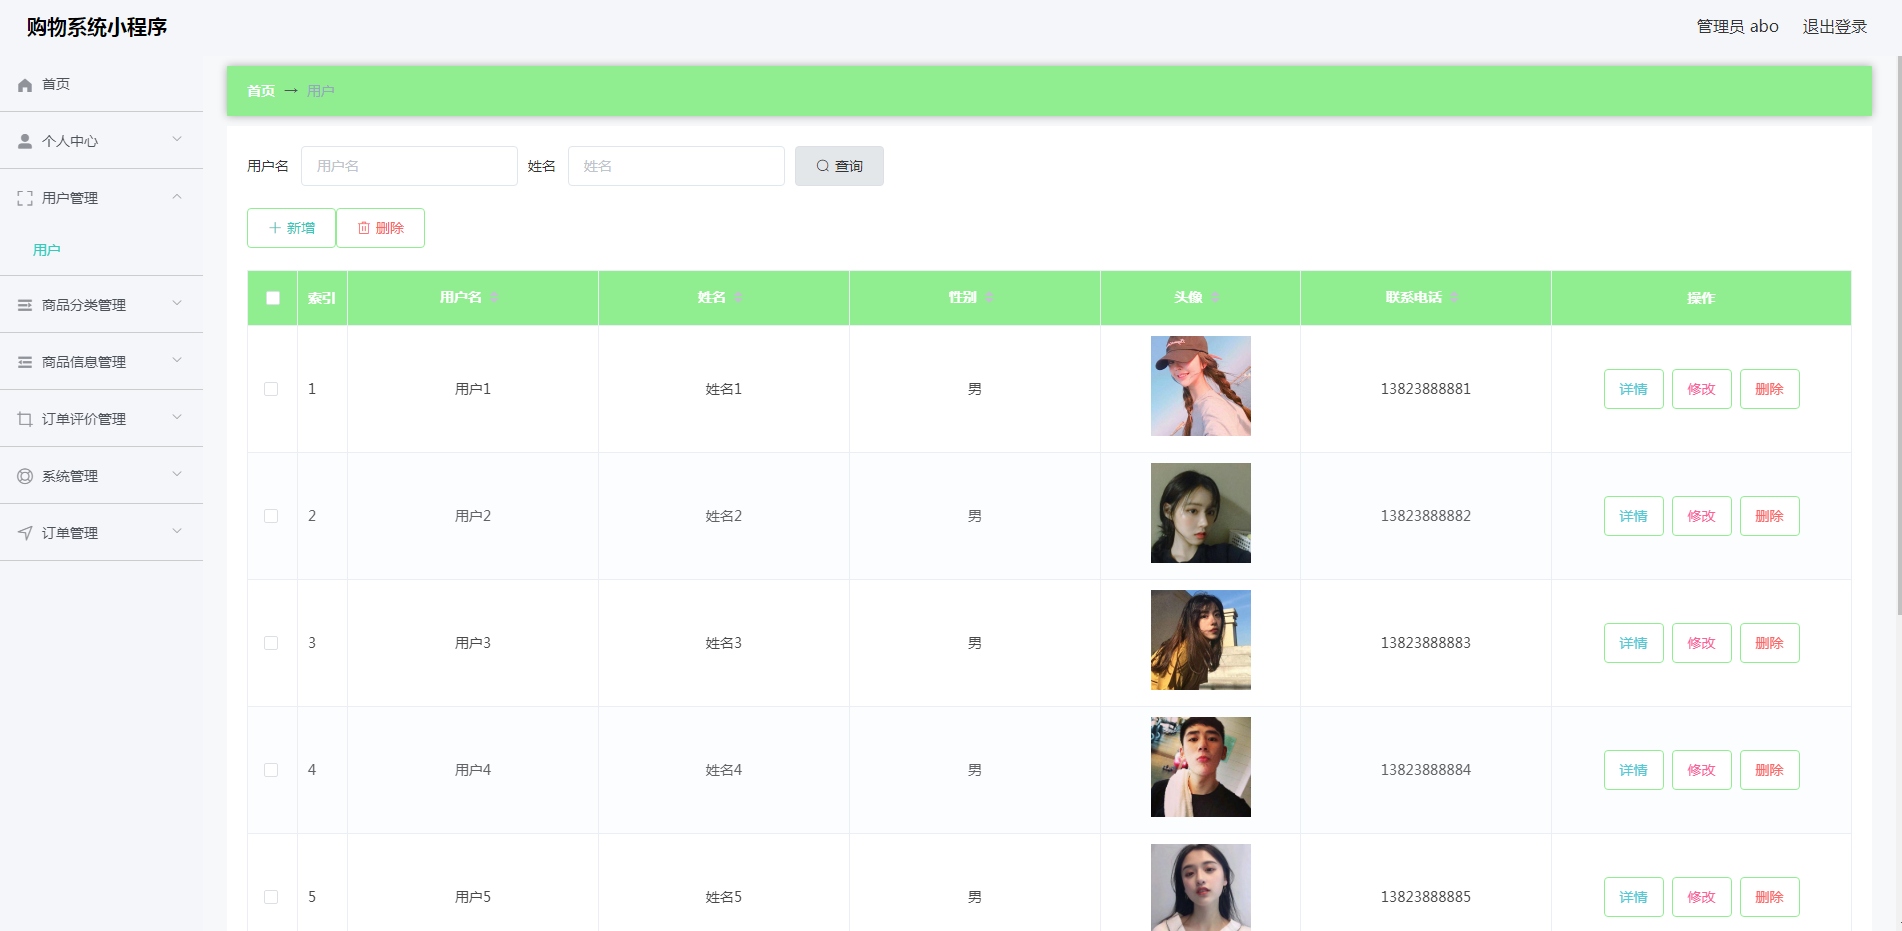 购物系统小程序
管理员 abo 退出登录
首页
个人中心
用户管理
用户
商品分类管理
商品信息管理
订单评价管理
系统管理
订单管理
首页 → 用户
用户名 用户名 姓名 姓名 查询
新增 删除
索引 用户名 姓名 性别 头像 联系电话 操作
1 用户1 姓名1 男 13823888881 详情 修改 删除
2 用户2 姓名2 男 13823888882 详情 修改 删除
3 用户3 姓名3 男 13823888883 详情 修改 删除
4 用户4 姓名4 男 13823888884 详情 修改 删除
5 用户5 姓名5 男 13823888885 详情 修改 删除